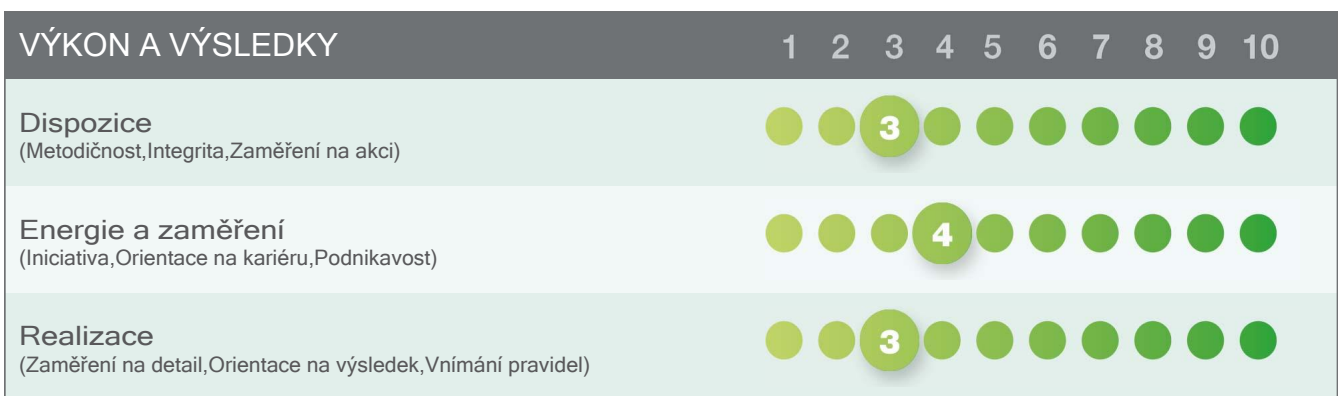 VÝKON A VÝSLEDKY 1 2 3 4 5 6 7 8 9 10
Dispozice
(Metodičnost,Integrita,Zaměření na akci)
3
Energie a zaměření
(Iniciativa,Orientace na kariéru,Podnikavost)
4
Realizace
(Zaměření na detail,Orientace na výsledek,Vnímání pravidel)
3